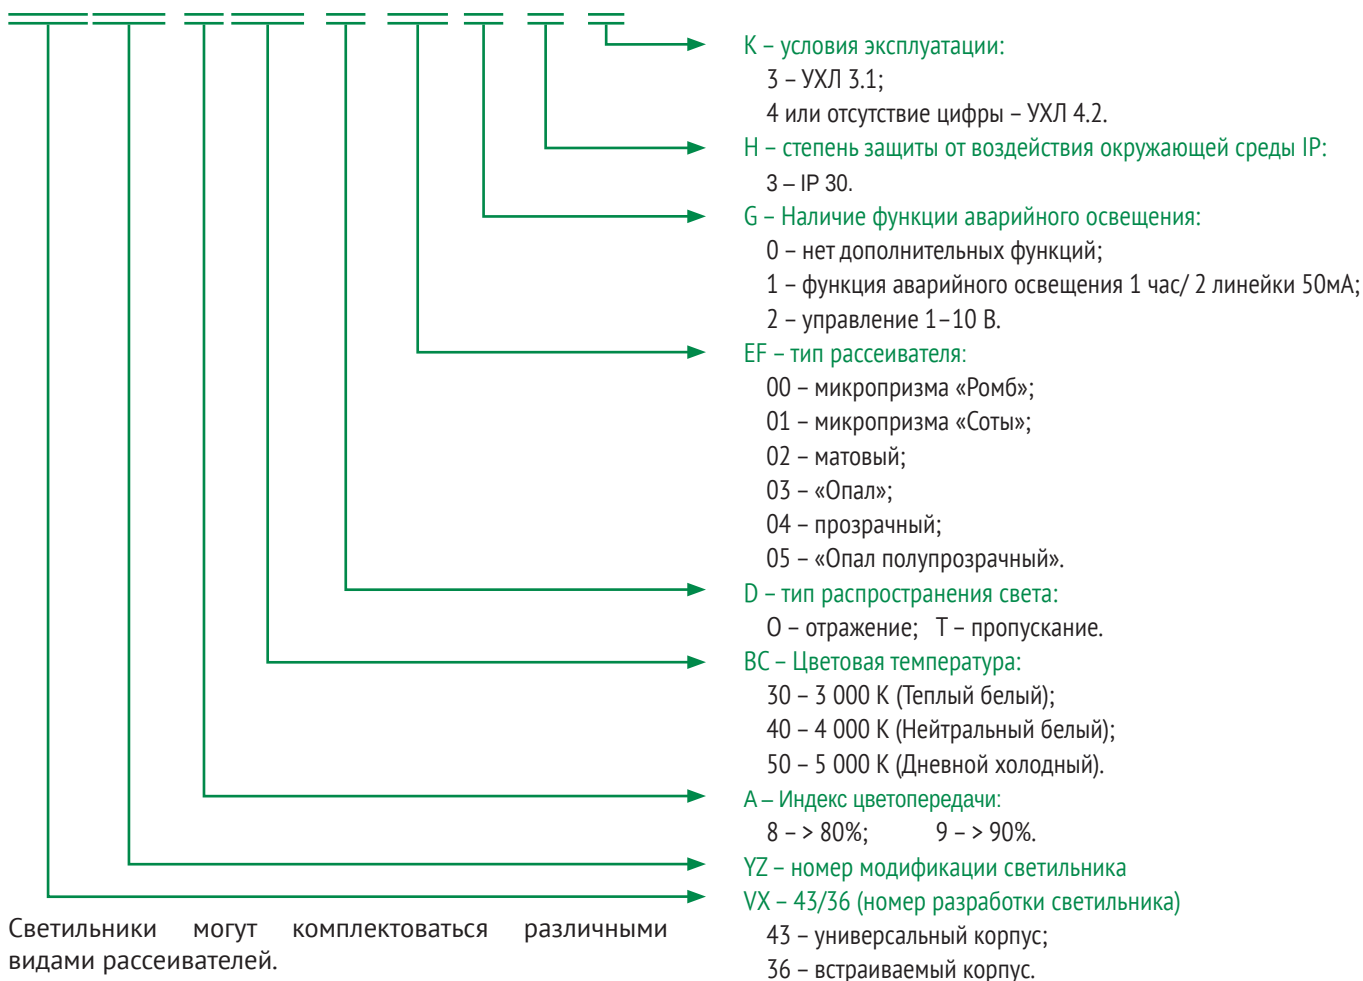 K – условия эксплуатации:
3 – УХЛ 3.1;
4 или отсутствие цифры – УХЛ 4.2.
H – степень защиты от воздействия окружающей среды IP:
3 – IP 30.
G – Наличие функции аварийного освещения:
0 – нет дополнительных функций;
1 – функция аварийного освещения 1 час/ 2 линейки 50мА;
2 – управление 1–10 В.
EF – тип рассеивателя:
00 – микропризма «Ромб»;
01 – микропризма «Соты»;
02 – матовый;
03 – «Опал»;
04 – прозрачный;
05 – «Опал полупрозрачный».
D – тип распространения света:
О – отражение; Т – пропускание.
BC – Цветовая температура:
30 – 3 000 К (Теплый белый);
40 – 4 000 К (Нейтральный белый);
50 – 5 000 К (Дневной холодный).
A – Индекс цветопередачи:
8 – > 80%; 9 – > 90%.
YZ – номер модификации светильника
VX – 43/36 (номер разработки светильника)
43 – универсальный корпус;
36 – встраиваемый корпус.
Светильники могут комплектоваться различными
видами рассеивателей.